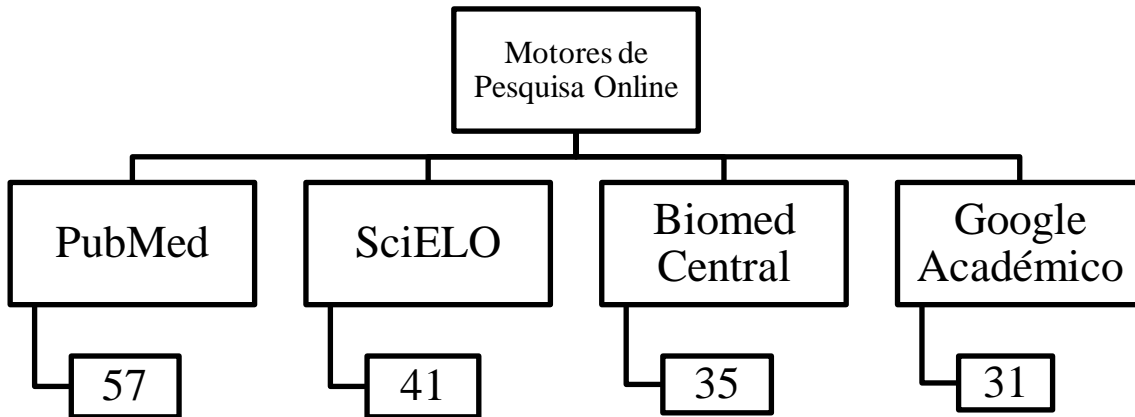 Motores de
Pesquisa Online
PubMed
SciELO
Biomed
Central
Google
Académico
57
41
35
31